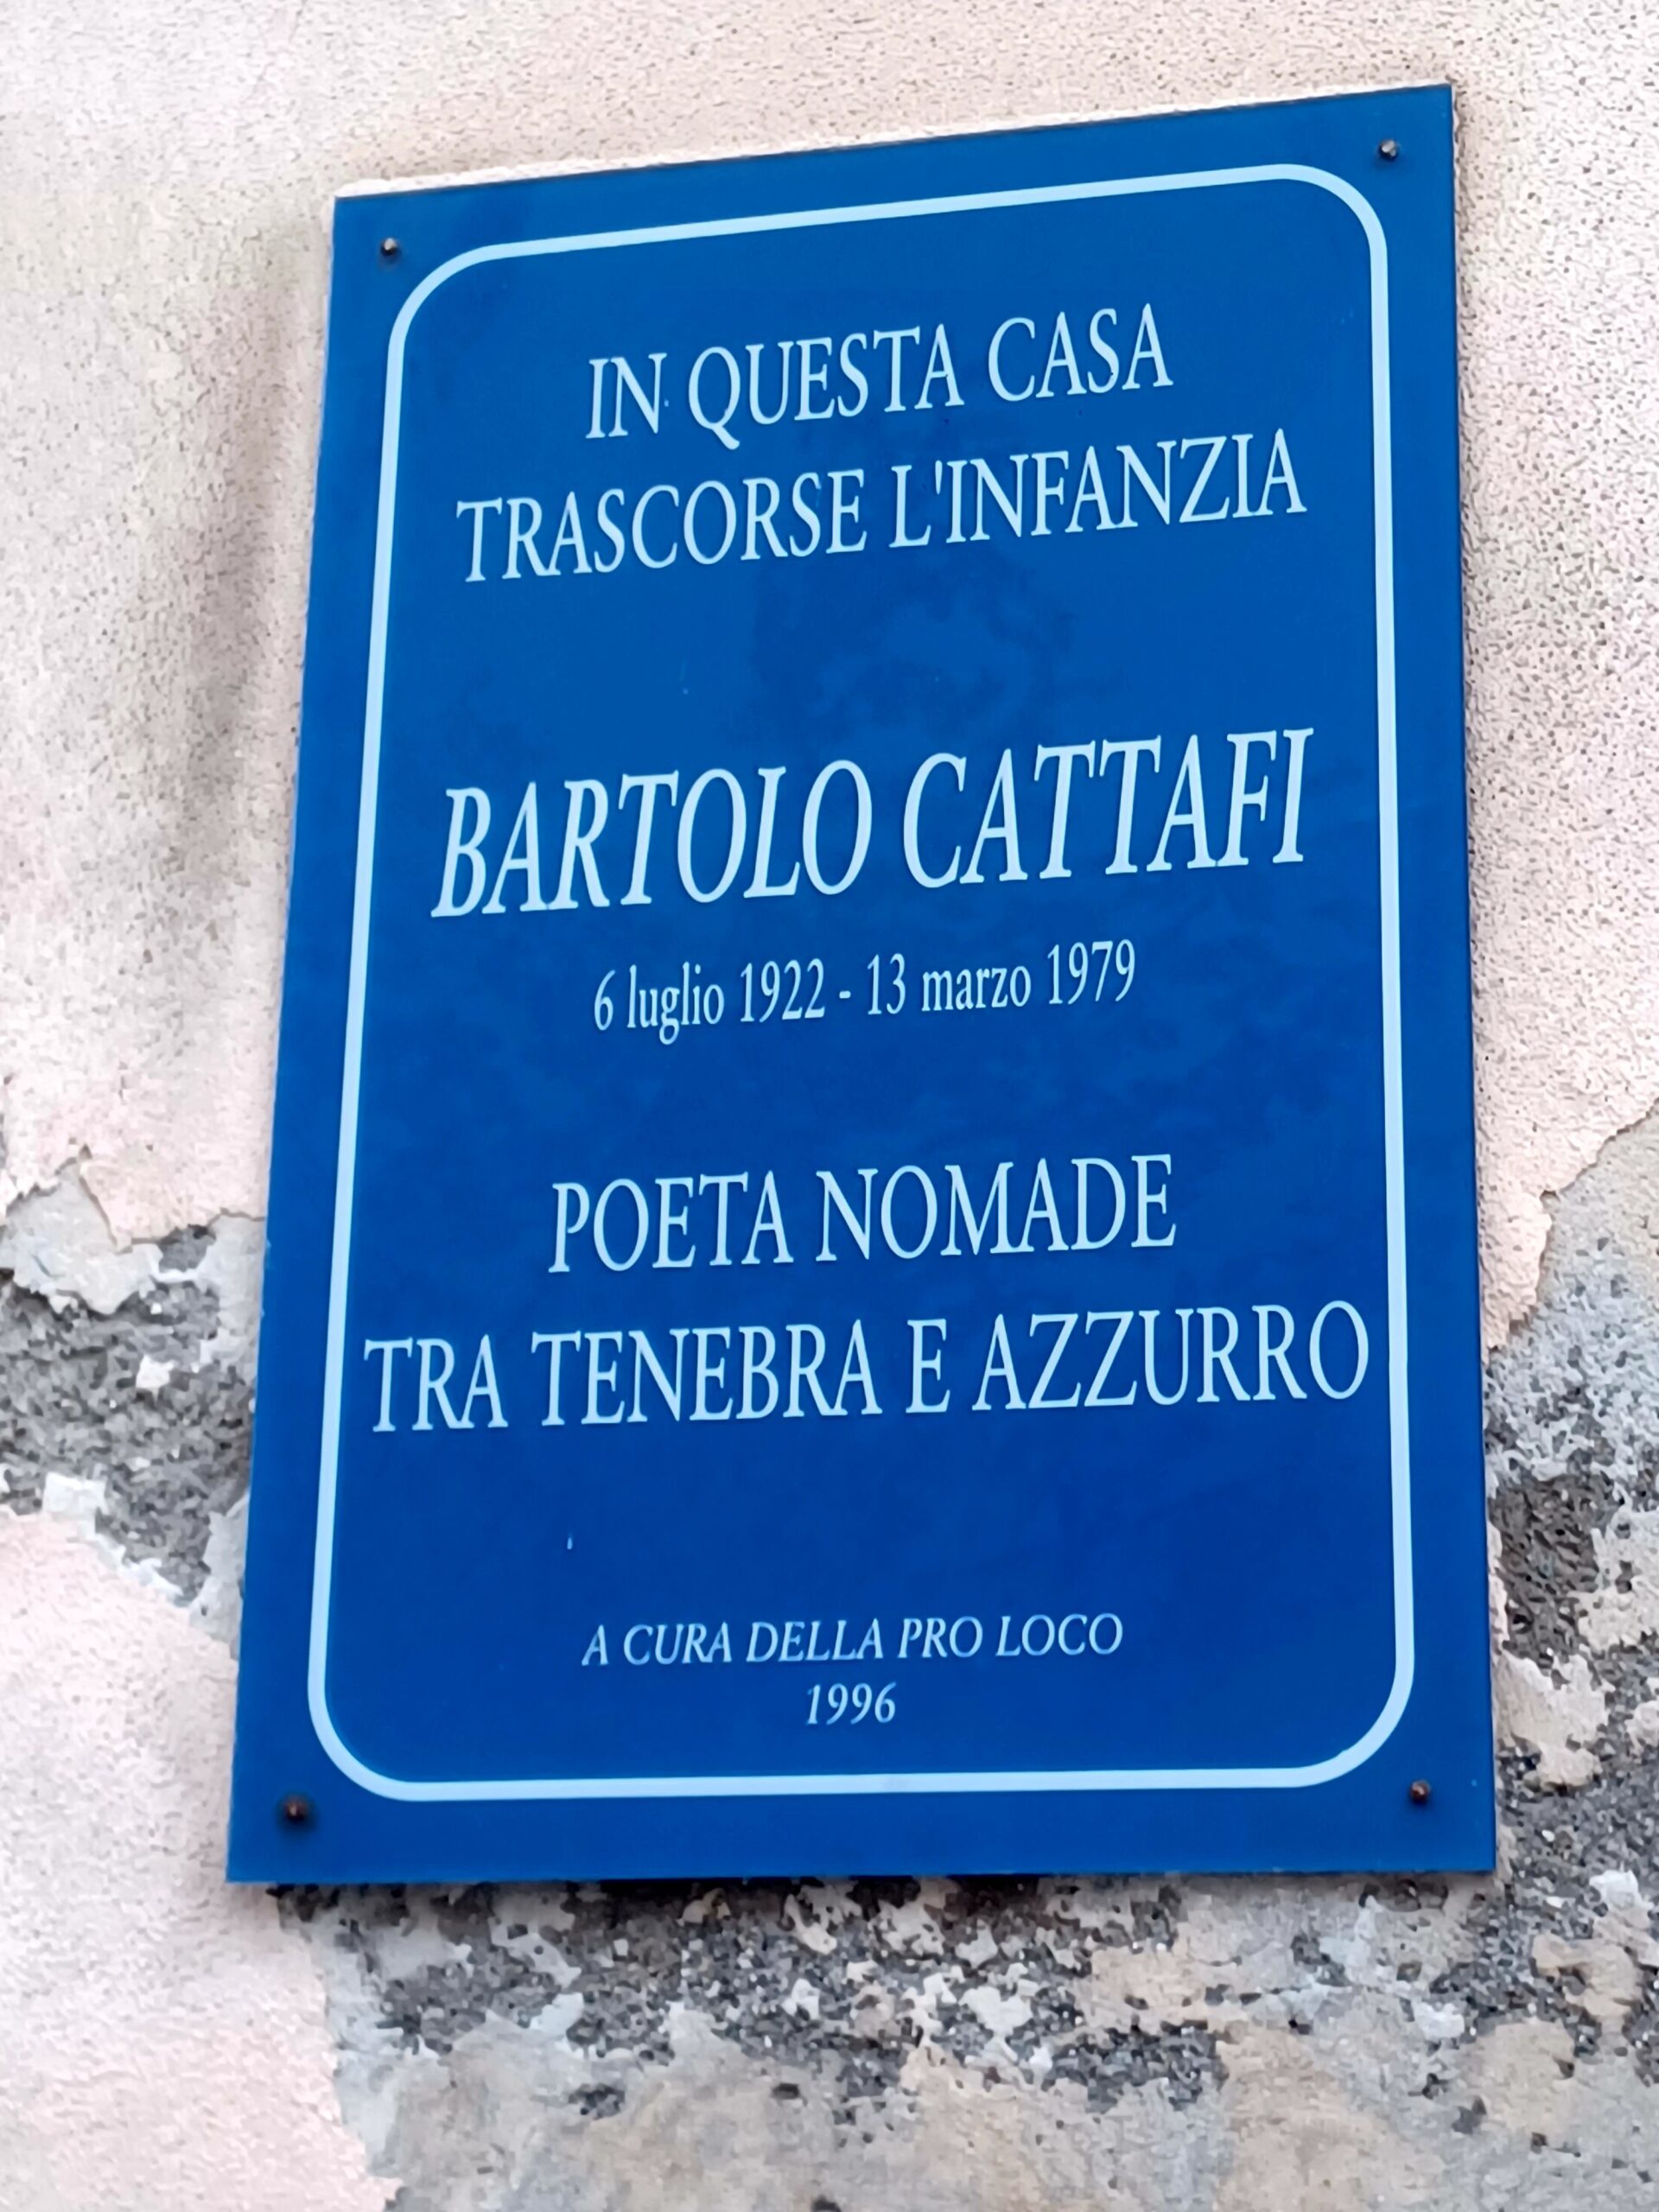 IN QUESTA CASA
TRASCORSE L'INFANZIA
BARTOLO CATTAFI
6 luglio 1922 - 13 marzo 1979
POETA NOMADE
TRA TENEBRA E AZZURRO
A CURA DELLA PRO LOCO
1996